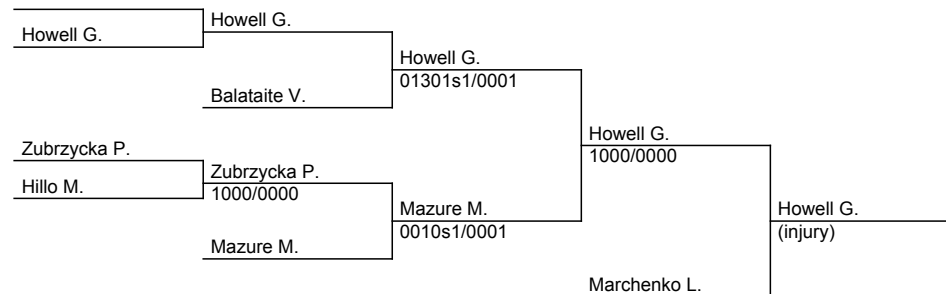 Howell G.
Howell G.
Balataite V.
Howell G.
01301s1/0001
Zubrzycka P.
Hillo M.
Zubrzycka P.
1000/0000
Mazure M.
Mazure M.
0010s1/0001
Howell G.
1000/0000
Marchenko L.
Howell G.
(injury)